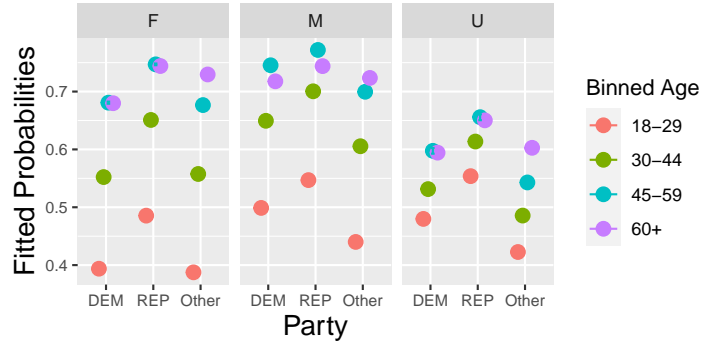 F
M
U
Fitted Probabilities
0.7
0.6
0.5
0.4
DEM
REP
Other
DEM
REP
Other
DEM
REP
Other
Party
Binned Age
18−29
30−44
45−59
60+